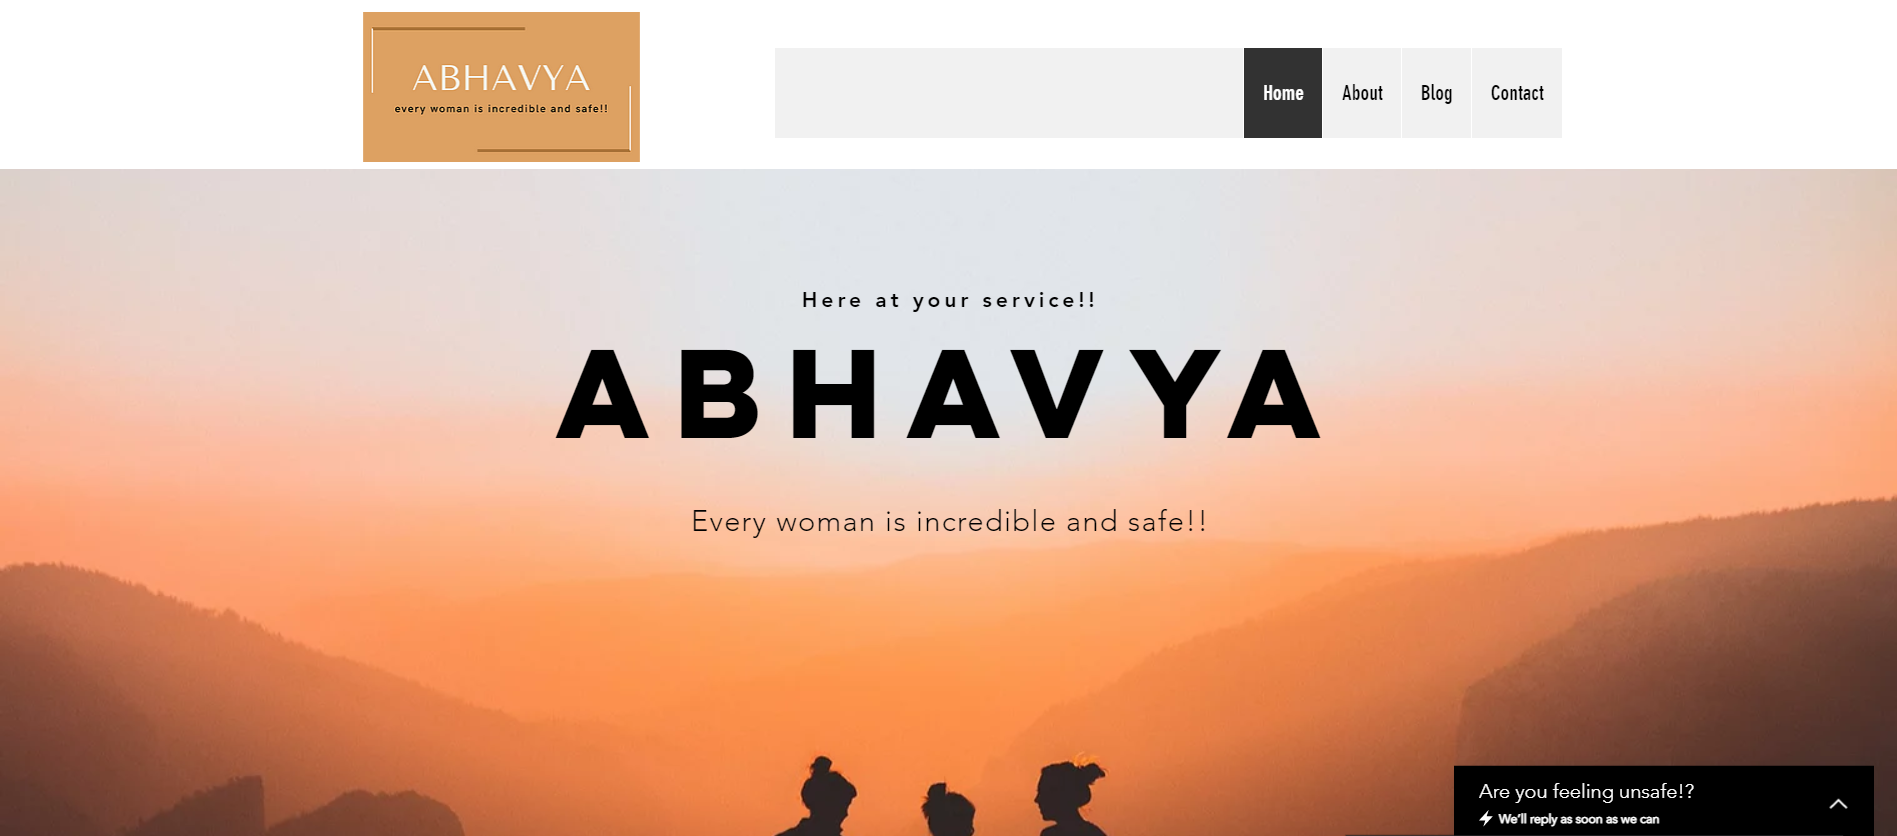 ABHAVYA
every woman is incredible and safe!!
Home
About
Blog
Contact
Here at your service!!
ABHAVYA
Every woman is incredible and safe!!
Are you feeling unsafe!?
We'll reply as soon as we can